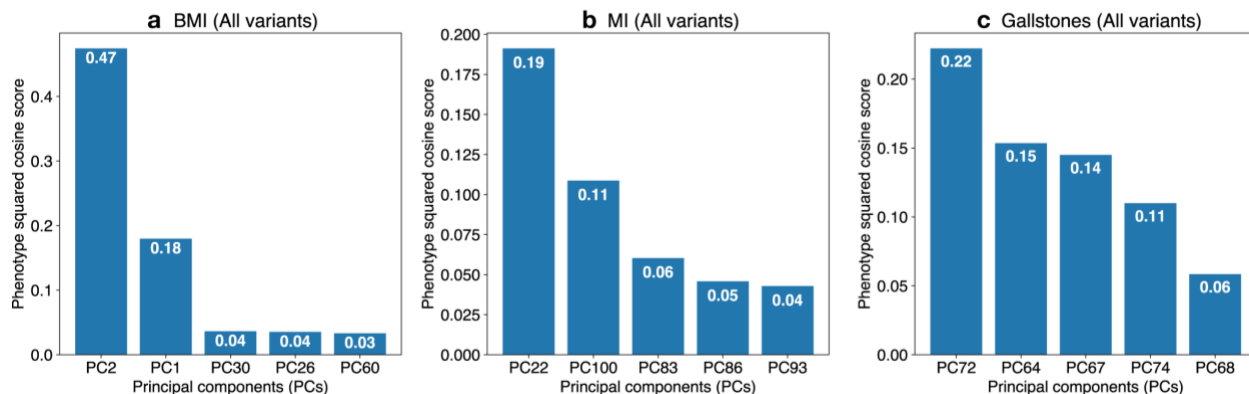 a BMI (All variants)
Phenotype squared cosine score
0.4
0.3
0.2
0.1
0.0
0.47
0.18
0.04
0.04
0.03
PC2 PC1 PC30 PC26 PC60
Principal components (PCs)
b MI (All variants)
Phenotype squared cosine score
0.200
0.175
0.150
0.125
0.100
0.075
0.050
0.025
0.000
0.19
0.11
0.06
0.05
0.04
PC22 PC100 PC83 PC86 PC93
Principal components (PCs)
c Gallstones (All variants)
Phenotype squared cosine score
0.20
0.15
0.10
0.05
0.00
0.22
0.15
0.14
0.11
0.06
PC72 PC64 PC67 PC74 PC68
Principal components (PCs)